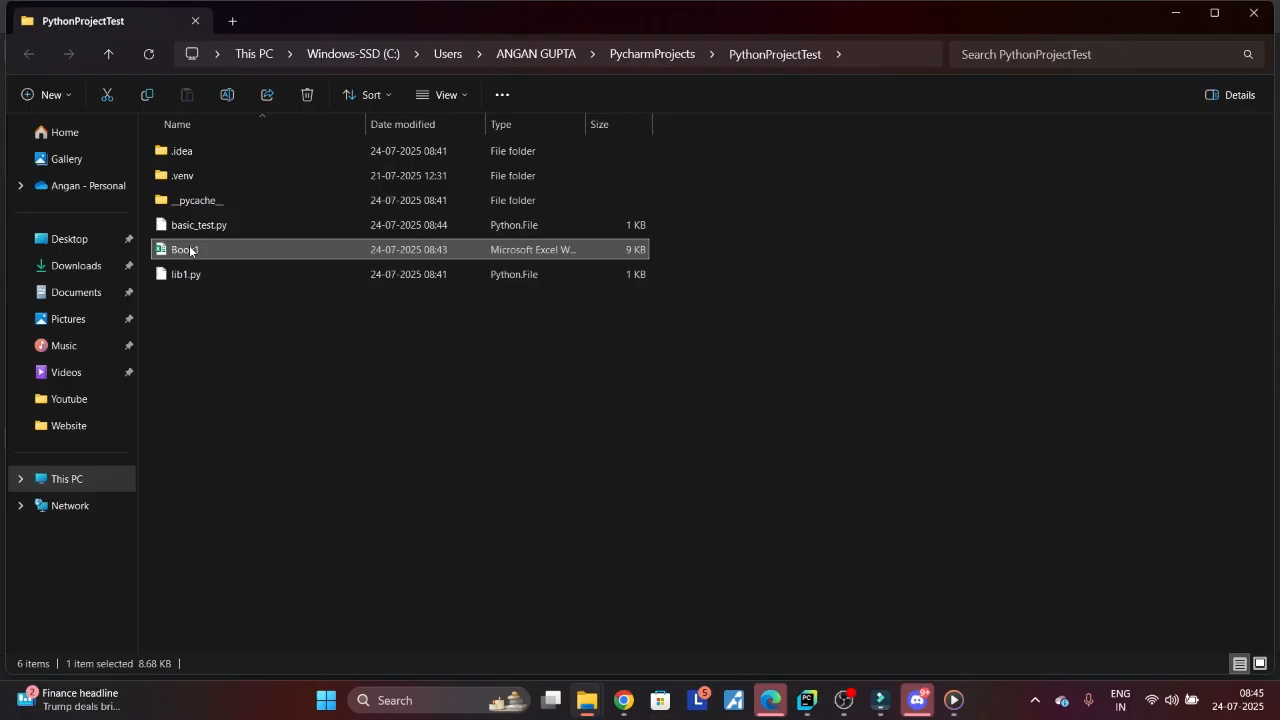 PythonProjectTest
This PC > Windows-SSD (C:) > Users > ANGAN GUPTA > PycharmProjects > PythonProjectTest >
Search PythonProjectTest
New
Sort
View
Details
Name Date modified Type Size
.idea 24-07-2025 08:41 File folder
.venv 21-07-2025 12:31 File folder
__pycache__ 24-07-2025 08:41 File folder
basic_test.py 24-07-2025 08:44 Python.File 1 KB
Book1 24-07-2025 08:43 Microsoft Excel W... 9 KB
lib1.py 24-07-2025 08:41 Python.File 1 KB
Home
Gallery
Angan - Personal
Desktop
Downloads
Documents
Pictures
Music
Videos
Youtube
Website
This PC
Network
6 items 1 item selected 8.68 KB
2
Finance headline
Trump deals bri...
Search
L
5
PC
9+
ENG
IN
08:45
24-07-2025